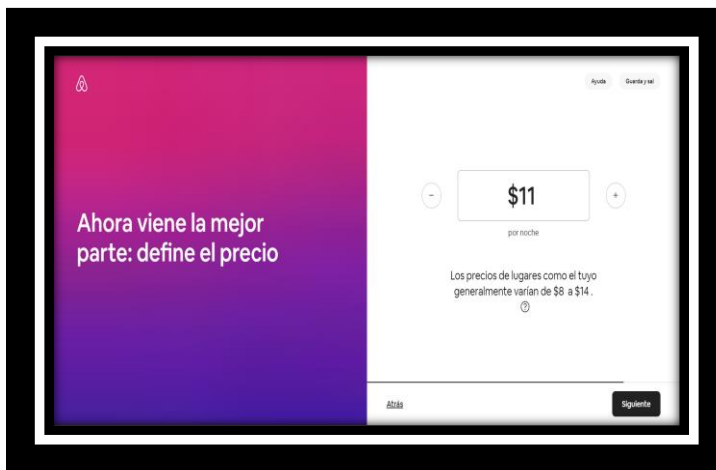 Ayuda Guarda y sal
Ahora viene la mejor
parte: define el precio
- $11 +
por noche
Los precios de lugares como el tuyo
generalmente varían de $8 a $14 .
?
Atrás
Siguiente